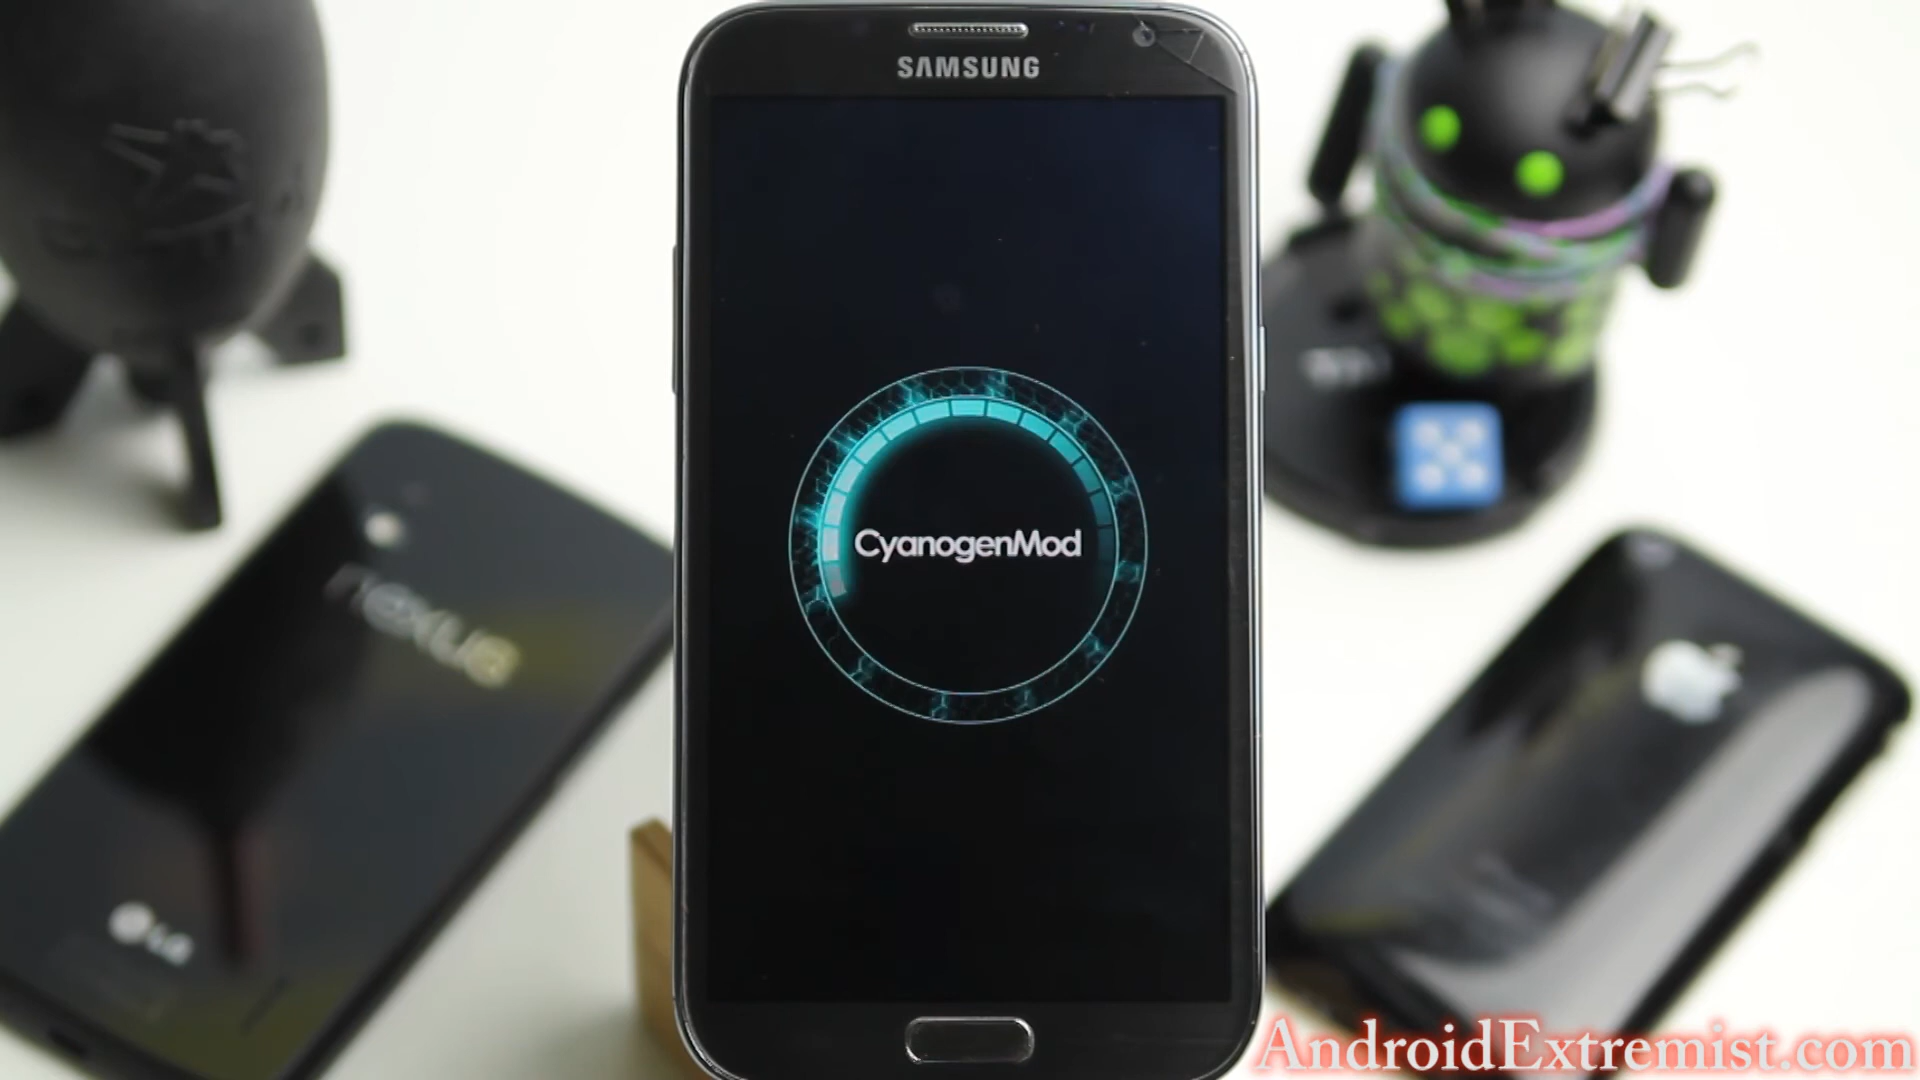 SAMSUNG
CyanogenMod
nexus
LG
AndroidExtremist.com